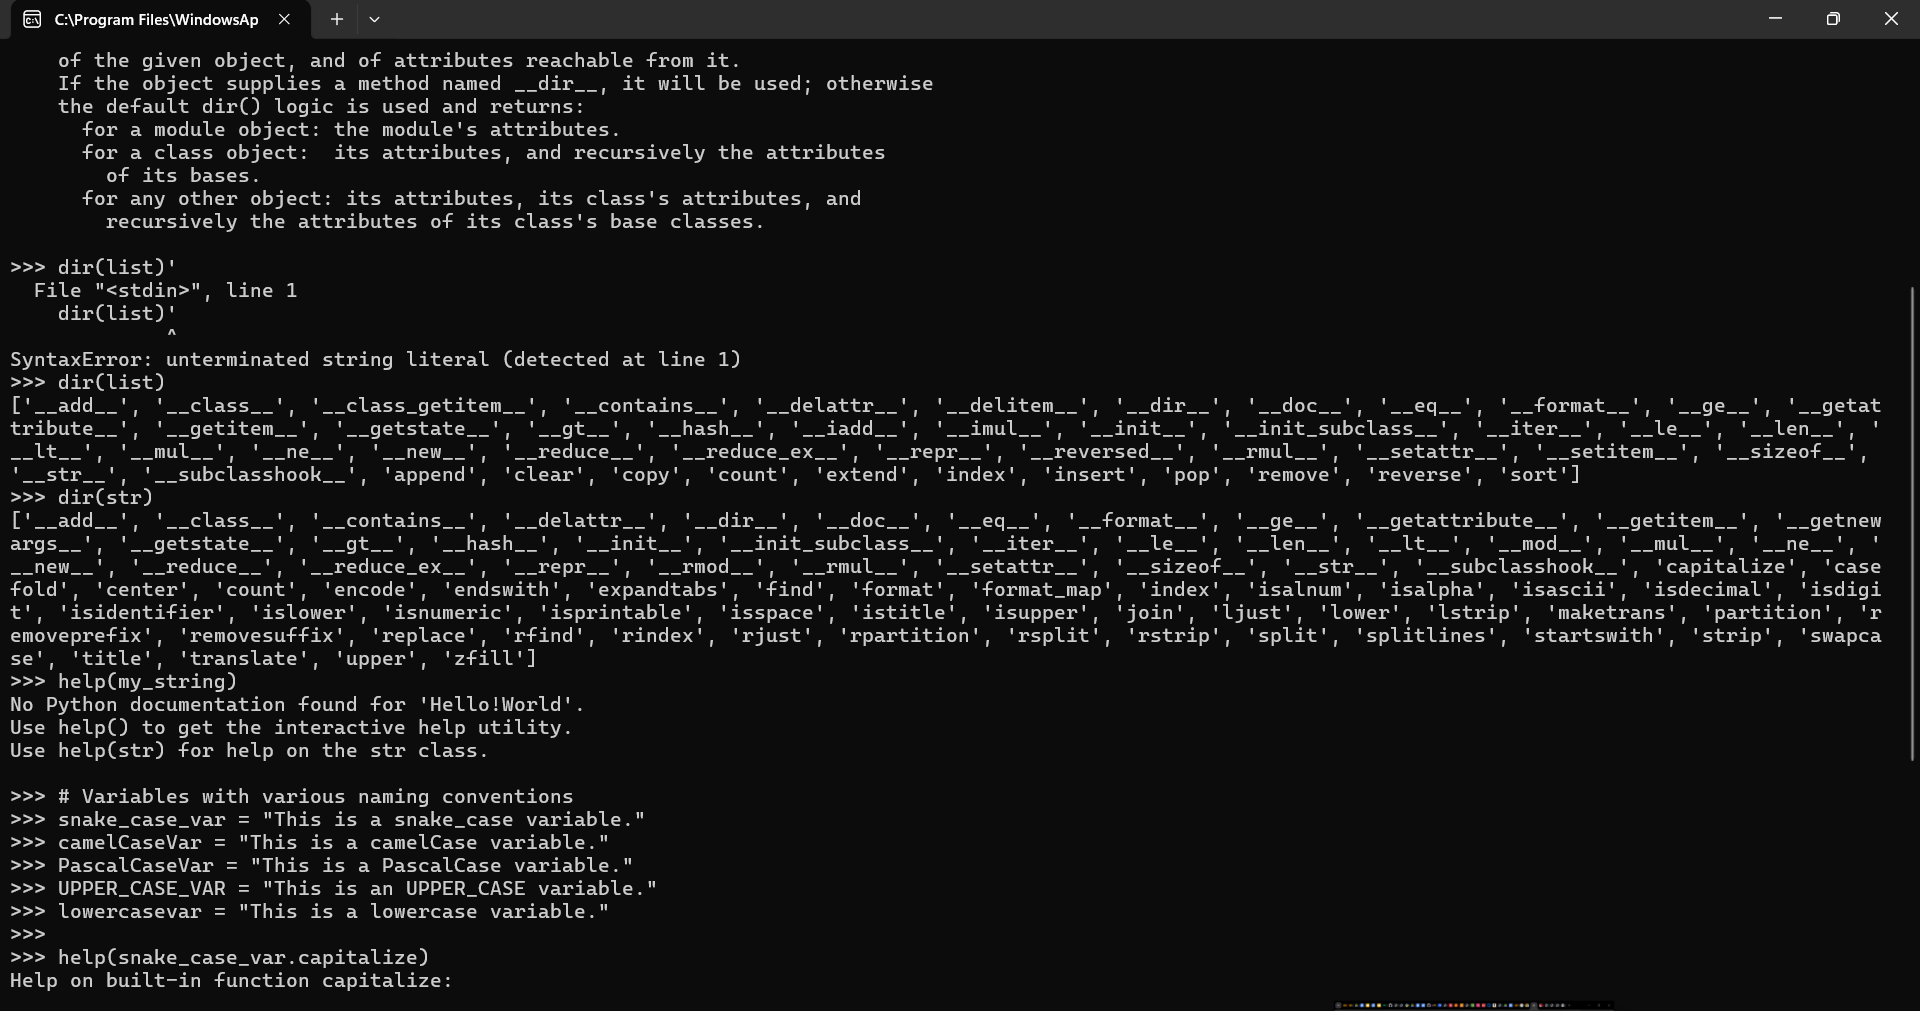 C:\Program Files\WindowsAp
of the given object, and of attributes reachable from it.
If the object supplies a method named __dir__, it will be used; otherwise
the default dir() logic is used and returns:
for a module object: the module's attributes.
for a class object:  its attributes, and recursively the attributes
of its bases.
for any other object: its attributes, its class's attributes, and
recursively the attributes of its class's base classes.
>>> dir(list)'
File "<stdin>", line 1
dir(list)'
^
SyntaxError: unterminated string literal (detected at line 1)
>>> dir(list)
['__add__', '__class__', '__class_getitem__', '__contains__', '__delattr__', '__delitem__', '__dir__', '__doc__', '__eq__', '__format__', '__ge__', '__getat
tribute__', '__getitem__', '__getstate__', '__gt__', '__hash__', '__iadd__', '__imul__', '__init__', '__init_subclass__', '__iter__', '__le__', '__len__', '
__lt__', '__mul__', '__ne__', '__new__', '__reduce__', '__reduce_ex__', '__repr__', '__reversed__', '__rmul__', '__setattr__', '__setitem__', '__sizeof__',
'__str__', '__subclasshook__', 'append', 'clear', 'copy', 'count', 'extend', 'index', 'insert', 'pop', 'remove', 'reverse', 'sort']
>>> dir(str)
['__add__', '__class__', '__contains__', '__delattr__', '__dir__', '__doc__', '__eq__', '__format__', '__ge__', '__getattribute__', '__getitem__', '__getnew
args__', '__getstate__', '__gt__', '__hash__', '__init__', '__init_subclass__', '__iter__', '__le__', '__len__', '__lt__', '__mod__', '__mul__', '__ne__', '
__new__', '__reduce__', '__reduce_ex__', '__repr__', '__rmod__', '__rmul__', '__setattr__', '__sizeof__', '__str__', '__subclasshook__', 'capitalize', 'case
fold', 'center', 'count', 'encode', 'endswith', 'expandtabs', 'find', 'format', 'format_map', 'index', 'isalnum', 'isalpha', 'isascii', 'isdecimal', 'isdigi
t', 'isidentifier', 'islower', 'isnumeric', 'isprintable', 'isspace', 'istitle', 'isupper', 'join', 'ljust', 'lower', 'lstrip', 'maketrans', 'partition', 'r
emoveprefix', 'removesuffix', 'replace', 'rfind', 'rindex', 'rjust', 'rpartition', 'rsplit', 'rstrip', 'split', 'splitlines', 'startswith', 'strip', 'swapca
se', 'title', 'translate', 'upper', 'zfill']
>>> help(my_string)
No Python documentation found for 'Hello!World'.
Use help() to get the interactive help utility.
Use help(str) for help on the str class.
>>> # Variables with various naming conventions
>>> snake_case_var = "This is a snake_case variable."
>>> camelCaseVar = "This is a camelCase variable."
>>> PascalCaseVar = "This is a PascalCase variable."
>>> UPPER_CASE_VAR = "This is an UPPER_CASE variable."
>>> lowercasevar = "This is a lowercase variable."
>>>
>>> help(snake_case_var.capitalize)
Help on built-in function capitalize: